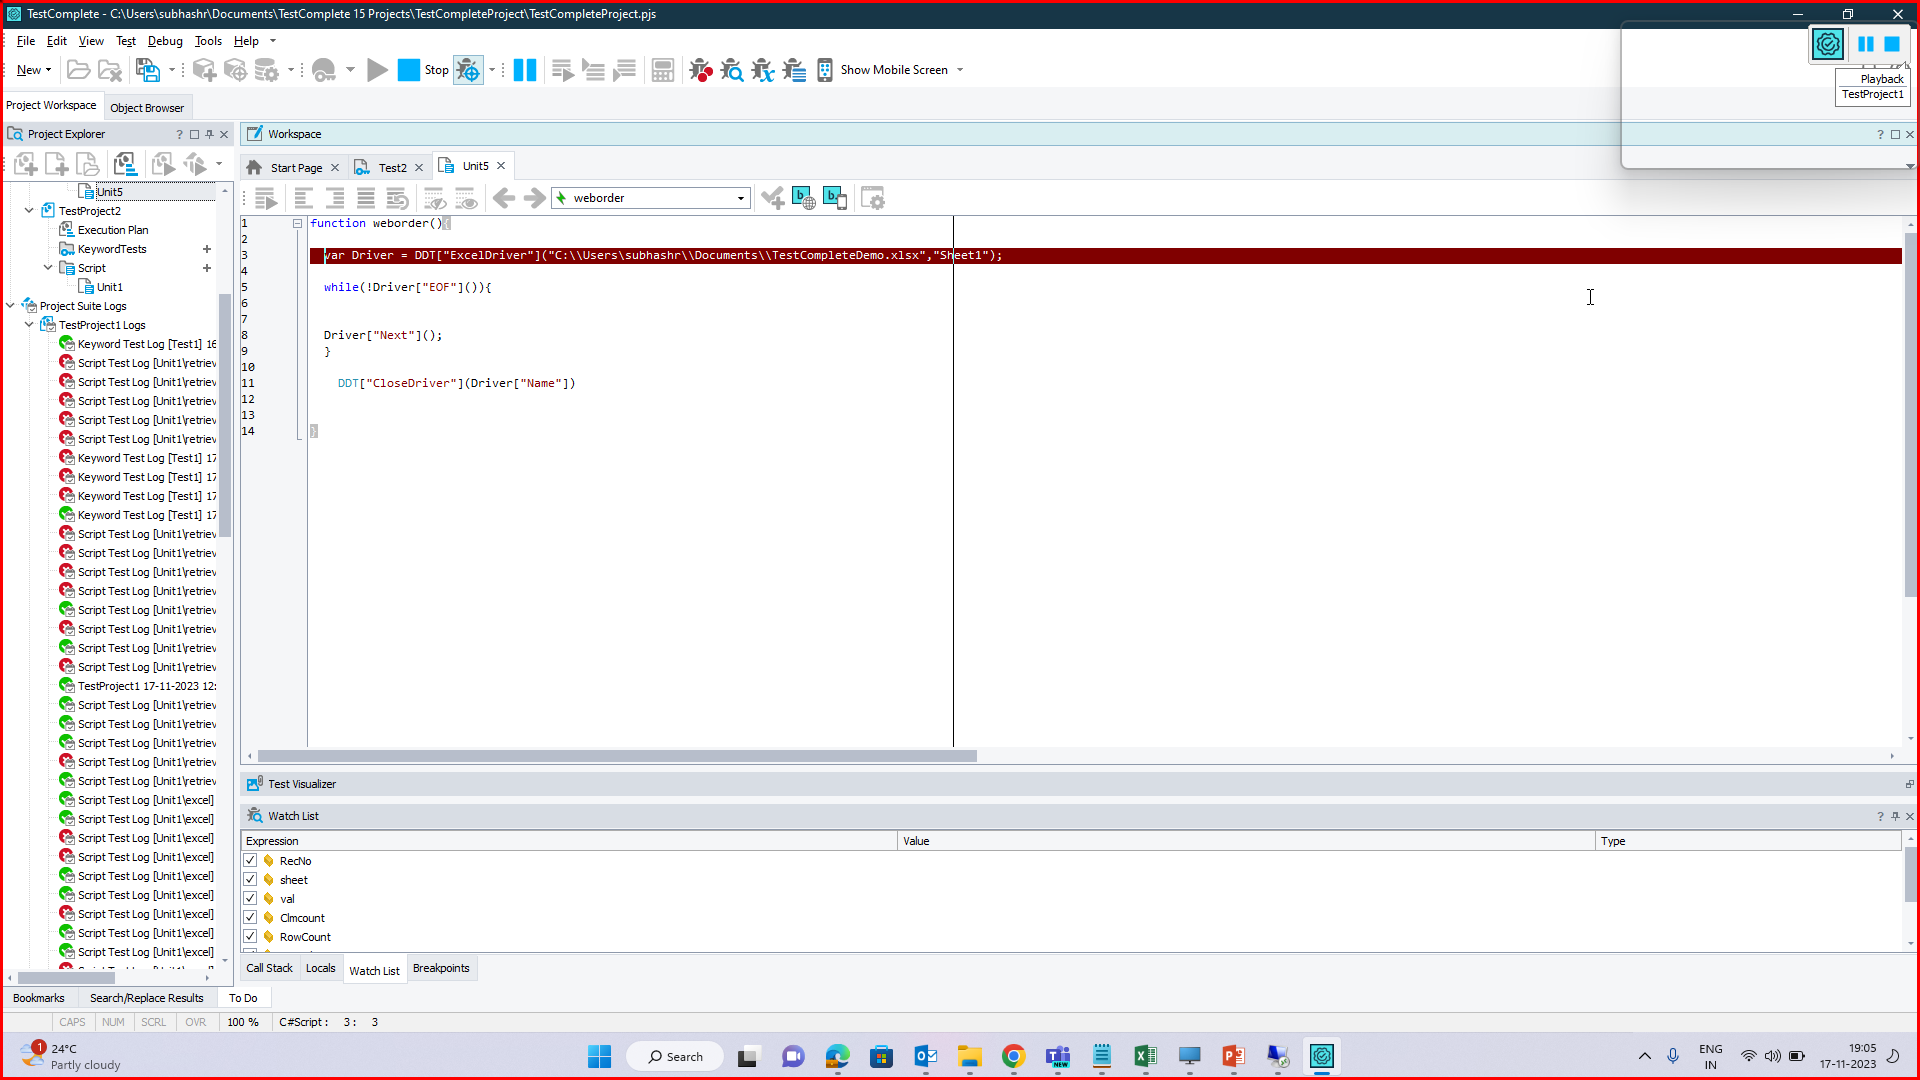 TestComplete - C:\Users\subhashr\Documents\TestComplete 15 Projects\TestCompleteProject\TestCompleteProject.pjs
File Edit View Test Debug Tools Help
New Stop Show Mobile Screen
Playback
TestProject1
Project Workspace Object Browser
Project Explorer
Workspace
Start Page Test2 Unit5
weborder
Unit5
TestProject2
Execution Plan
KeywordTests
Script
Unit1
Project Suite Logs
TestProject1 Logs
Keyword Test Log [Test1] 16
Script Test Log [Unit1\retriev
Script Test Log [Unit1\retriev
Script Test Log [Unit1\retriev
Script Test Log [Unit1\retriev
Script Test Log [Unit1\retriev
Keyword Test Log [Test1] 17
Keyword Test Log [Test1] 17
Keyword Test Log [Test1] 17
Keyword Test Log [Test1] 17
Script Test Log [Unit1\retriev
Script Test Log [Unit1\retriev
Script Test Log [Unit1\retriev
Script Test Log [Unit1\retriev
Script Test Log [Unit1\retriev
Script Test Log [Unit1\retriev
Script Test Log [Unit1\retriev
Script Test Log [Unit1\retriev
TestProject1 17-11-2023 12:
Script Test Log [Unit1\retriev
Script Test Log [Unit1\retriev
Script Test Log [Unit1\retriev
Script Test Log [Unit1\retriev
Script Test Log [Unit1\retriev
Script Test Log [Unit1\excel]
Script Test Log [Unit1\excel]
Script Test Log [Unit1\excel]
Script Test Log [Unit1\excel]
Script Test Log [Unit1\excel]
Script Test Log [Unit1\excel]
Script Test Log [Unit1\excel]
Script Test Log [Unit1\excel]
Script Test Log [Unit1\excel]
1 function weborder(){
2
3 var Driver = DDT["ExcelDriver"]("C:\\Users\subhashr\\Documents\\TestCompleteDemo.xlsx","Sheet1");
4
5 while(!Driver["EOF"]()){
6
7
8 Driver["Next"]();
9 }
10
11 DDT["CloseDriver"](Driver["Name"])
12
13
14 }
Test Visualizer
Watch List
Expression Value Type
RecNo
sheet
val
Clmcount
RowCount
Call Stack Locals Watch List Breakpoints
Bookmarks Search/Replace Results To Do
CAPS NUM SCRL OVR 100 % C#Script : 3 : 3
1 24°C
Partly cloudy
Search
NEW
ENG
IN
19:05
17-11-2023